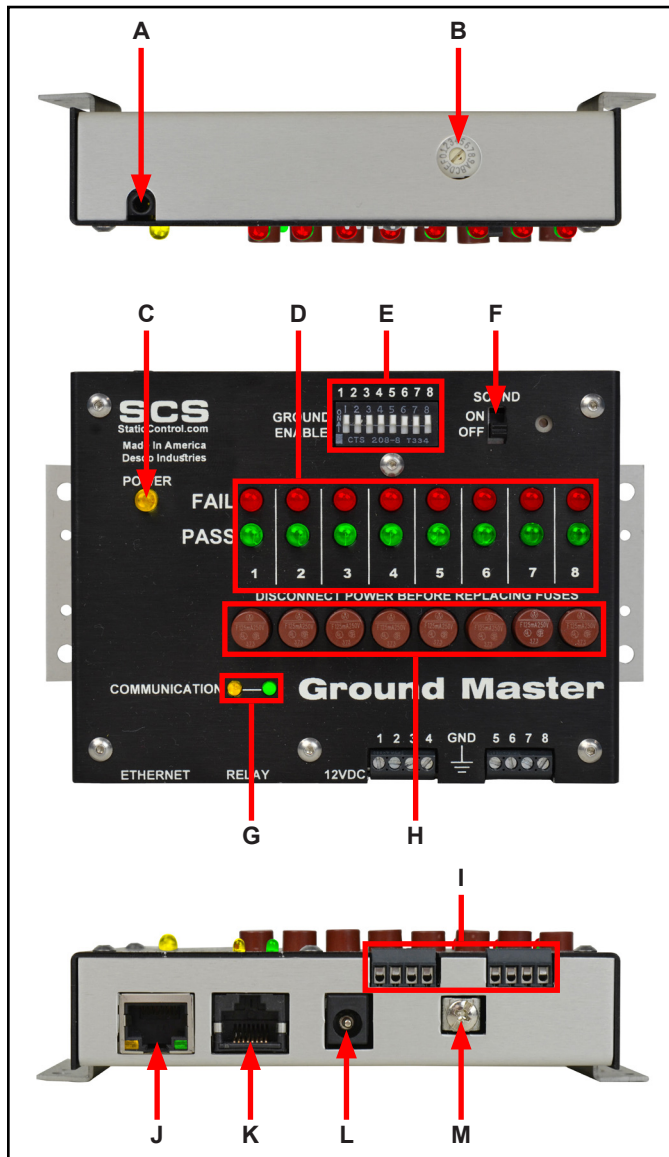 A B
C D E F
1 2 3 4 5 6 7 8
SOUND
SCS
StaticControl.com
GROUND
ENABLE
1 2 3 4 5 6 7 8
CTS 208-8 T334
ON
OFF
Made In America
Desco Industries
POWER
FAIL
PASS
1 2 3 4 5 6 7 8
DISCONNECT POWER BEFORE REPLACING FUSES
COMMUNICATION
Ground Master
1 2 3 4 GND 5 6 7 8
ETHERNET RELAY 12VDC
G H
I
J K L M